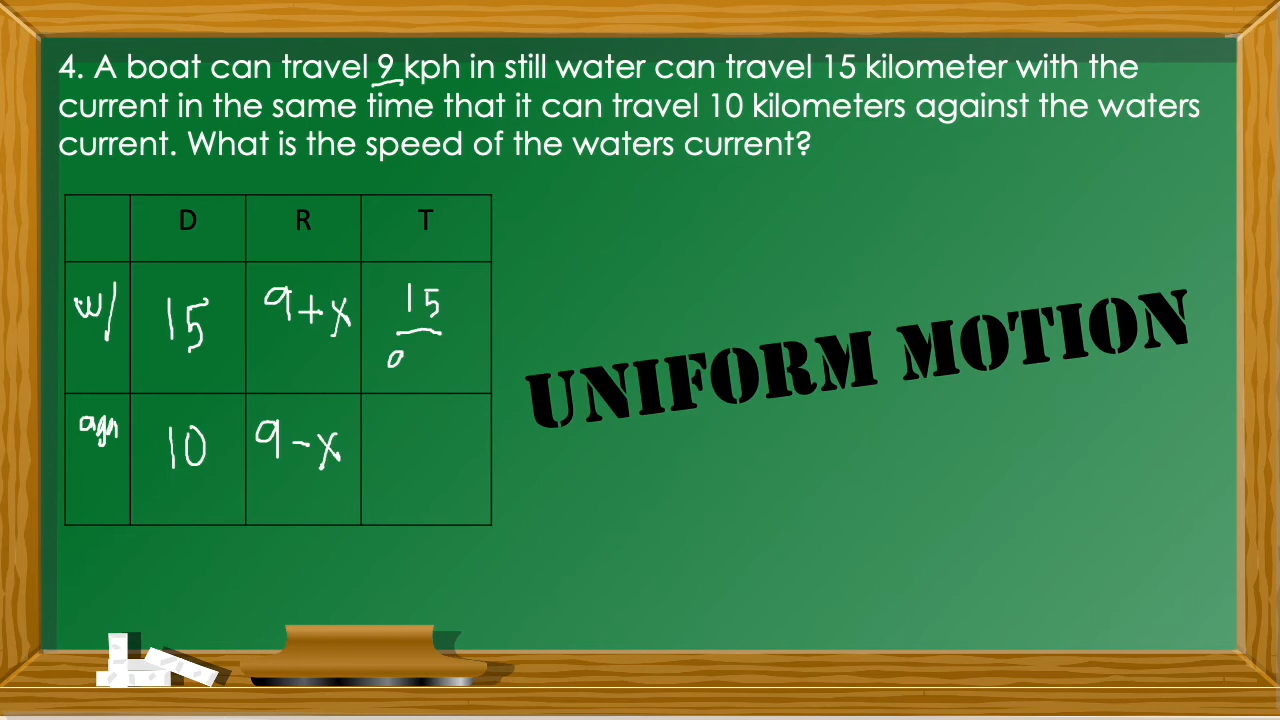 4. A boat can travel 9 kph in still water can travel 15 kilometer with the
current in the same time that it can travel 10 kilometers against the waters
current. What is the speed of the waters current?
D R T
w/ 15 9+x 15
9
agn 10 9-x
UNIFORM MOTION